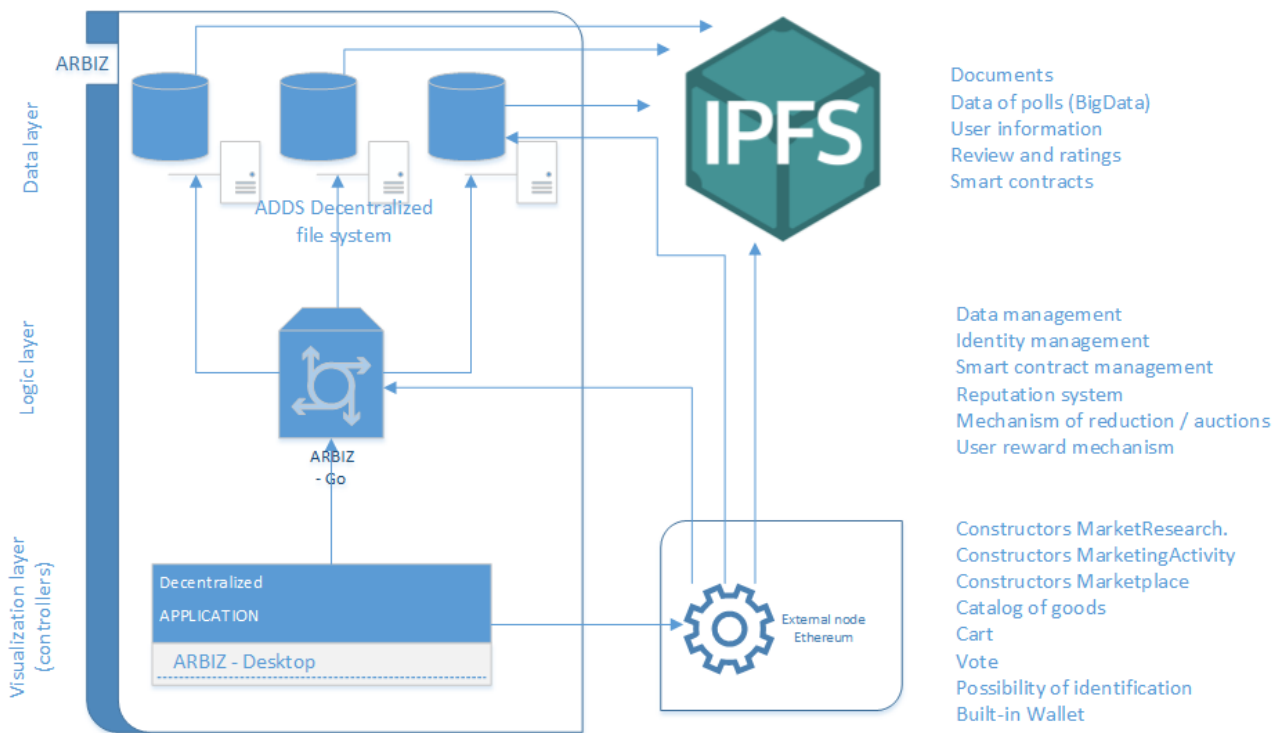 ARBIZ
Data layer
ADDS Decentralized
file system
IPFS
Documents
Data of polls (BigData)
User information
Review and ratings
Smart contracts
Logic layer
ARBIZ
- Go
Data management
Identity management
Smart contract management
Reputation system
Mechanism of reduction / auctions
User reward mechanism
Visualization layer
(controllers)
Decentralized
APPLICATION
ARBIZ - Desktop
External node
Ethereum
Constructors MarketResearch.
Constructors MarketingActivity
Constructors Marketplace
Catalog of goods
Cart
Vote
Possibility of identification
Built-in Wallet